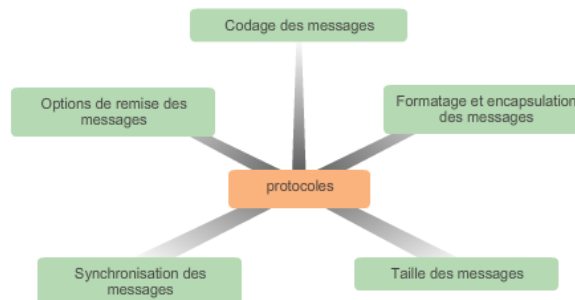 Codage des messages
Options de remise des
messages
Formatage et encapsulation
des messages
protocoles
Synchronisation des
messages
Taille des messages